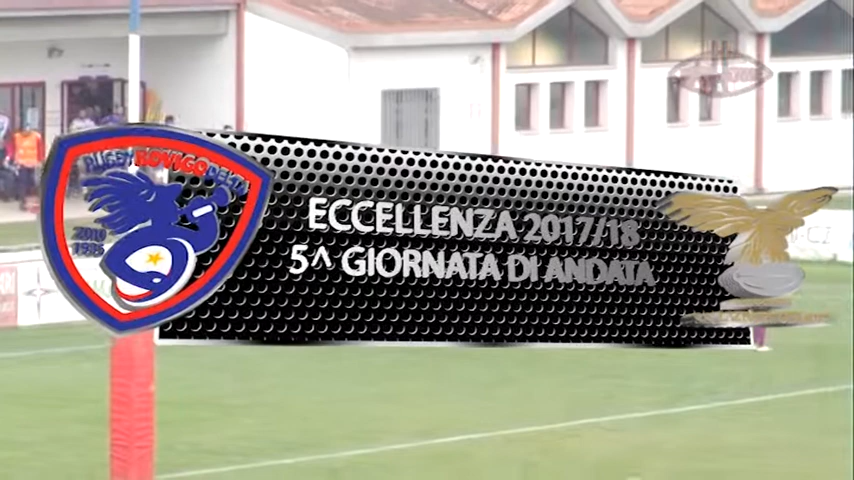 RUGBY ROVIGO DELTA
2010
1935
ECCELLENZA 2017/18
5^ GIORNATA DI ANDATA